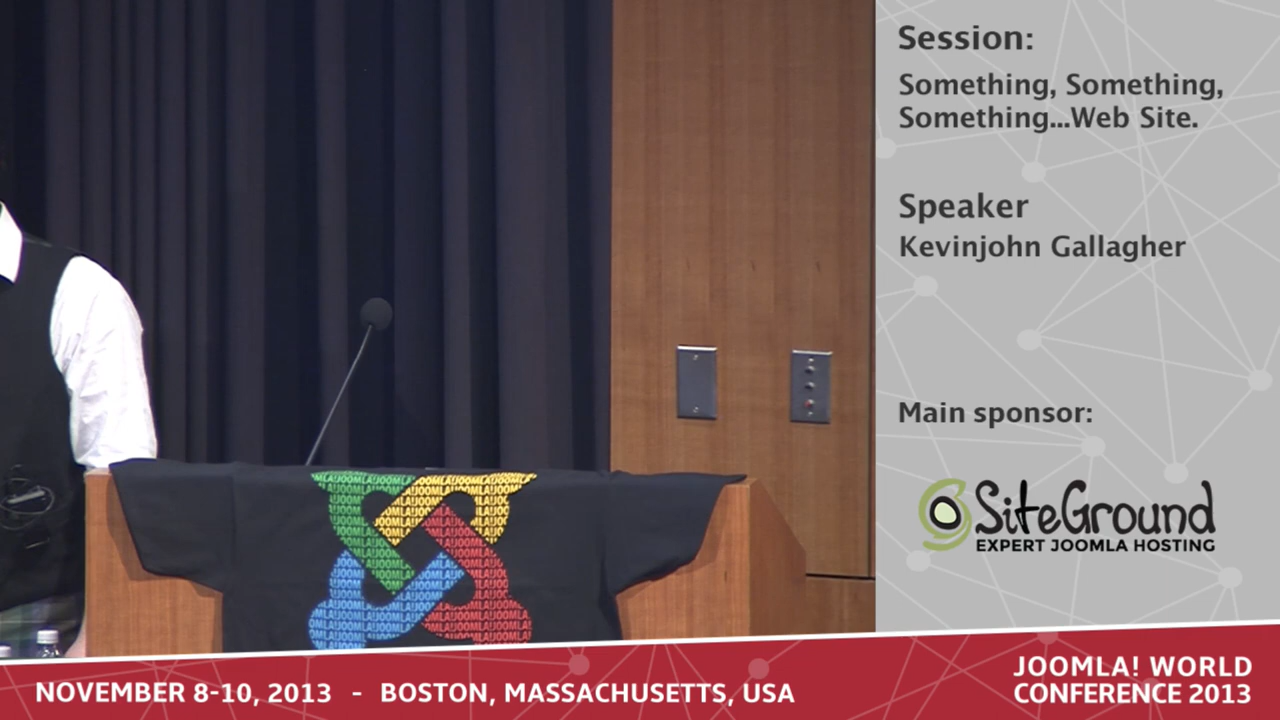 Session:
Something, Something,
Something...Web Site.
Speaker
Kevinjohn Gallagher
Main sponsor:
SiteGround
EXPERT JOOMLA HOSTING
NOVEMBER 8-10, 2013 - BOSTON, MASSACHUSETTS, USA
JOOMLA! WORLD
CONFERENCE 2013